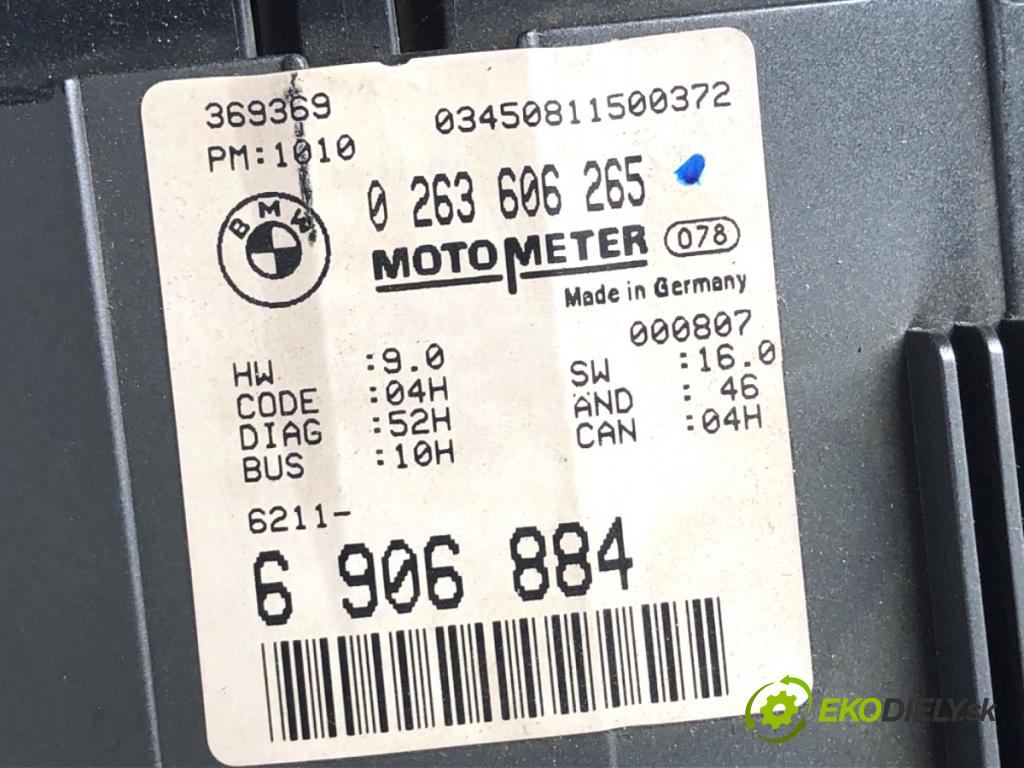 369369 03450811500372
PM:1010
0 263 606 265
BMW
MOTOMETER 078
Made in Germany
000807
HW :9.0 SW :16.0
CODE :04H ÄND : 46
DIAG :52H CAN :04H
BUS :10H
6211-
6 906 884
EKODIELY.sk